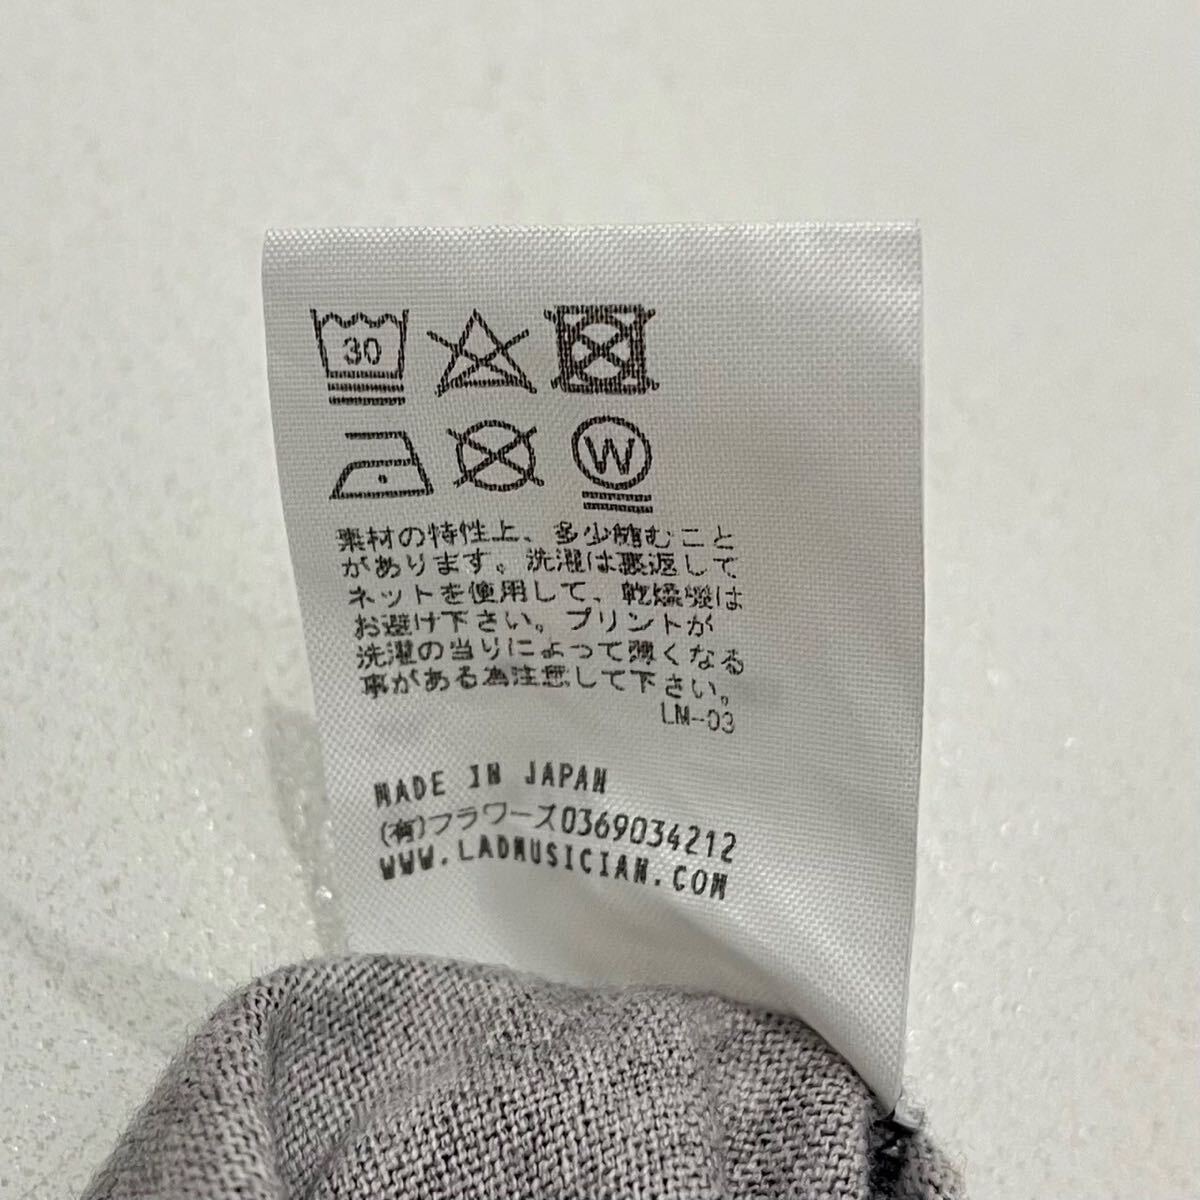 30
W
素材の特性上、多少縮むこと
があります。洗濯は裏返して
ネットを使用して、乾燥機は
お避け下さい。プリントが
洗濯の当りによって薄くなる
事がある為注意して下さい。
LM-03
MADE IN JAPAN
(有)フラワーズ0369034212
WWW.LADMUSICIAN.COM